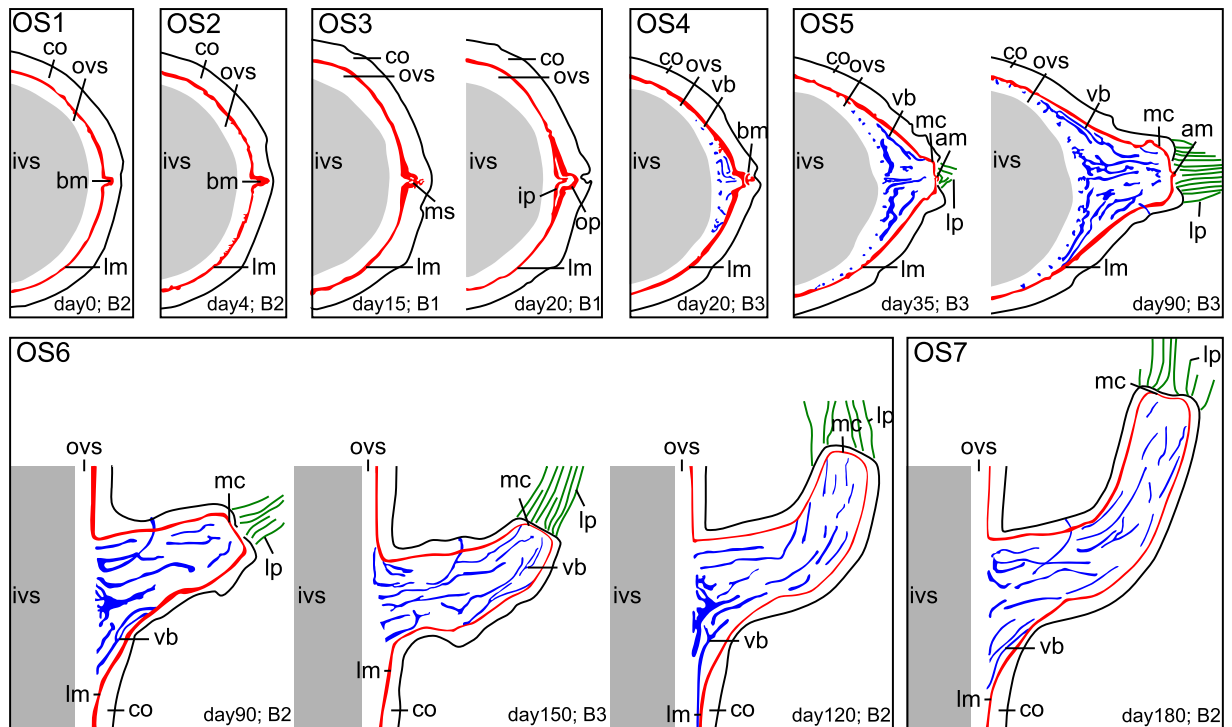 OS1
co
ovs
ivs
bm
lm
day0; B2
OS2
co
ovs
bm
lm
day4; B2
OS3
co
ovs
ivs
ms
lm
day15; B1
co
ovs
ip
op
lm
day20; B1
OS4
co
ovs
vb
bm
ivs
lm
day20; B3
OS5
co
ovs
vb
mc
am
ivs
lp
lm
day35; B3
co
ovs
vb
mc
am
ivs
lp
lm
day90; B3
OS6
ovs
mc
lp
ivs
vb
lm
co
day90; B2
ovs
mc
lp
vb
ivs
lm
co
day150; B3
ovs
mc
lp
ivs
vb
lm
co
day120; B2
OS7
lp
mc
ovs
ivs
vb
lm
co
day180; B2